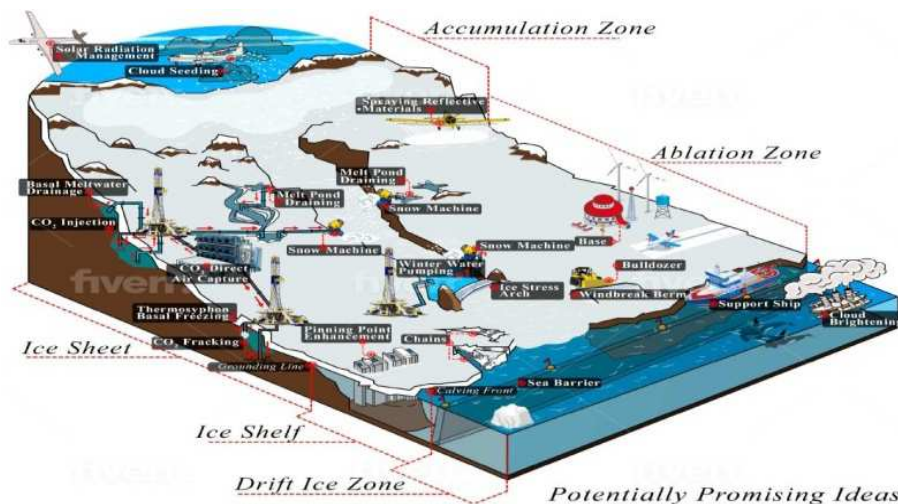 Accumulation Zone
Solar Radiation
Management
Cloud Seeding
Spraying Reflective
Materials
Ablation Zone
Melt Pond
Draining
Basal Meltwater
Drainage
Melt Pond
Draining
Snow Machine
CO₂ Injection
Snow Machine
Snow Machine
Base
CO₂ Direct
Air Capture
Winter Water
Pumping
Bulldozer
Ice Stress
Arch
Windbreak Berm
Support Ship
Thermosyphon
Basal Freezing
Cloud
Brightening
Pinning Point
Enhancement
Chains
CO₂ Fracking
Ice Sheet
Grounding Line
Calving Front
Sea Barrier
Ice Shelf
Drift Ice Zone
Potentially Promising Ideas